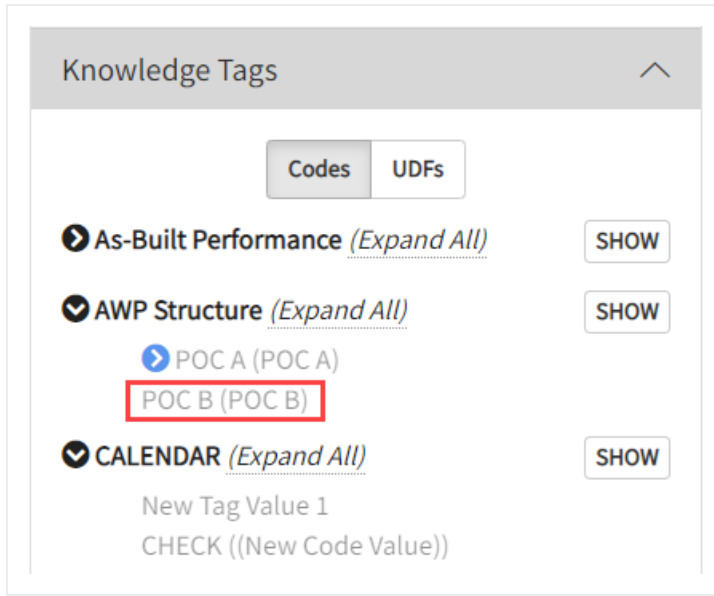 Knowledge Tags
Codes UDFs
As-Built Performance (Expand All) SHOW
AWP Structure (Expand All) SHOW
POC A (POC A)
POC B (POC B)
CALENDAR (Expand All) SHOW
New Tag Value 1
CHECK ((New Code Value))